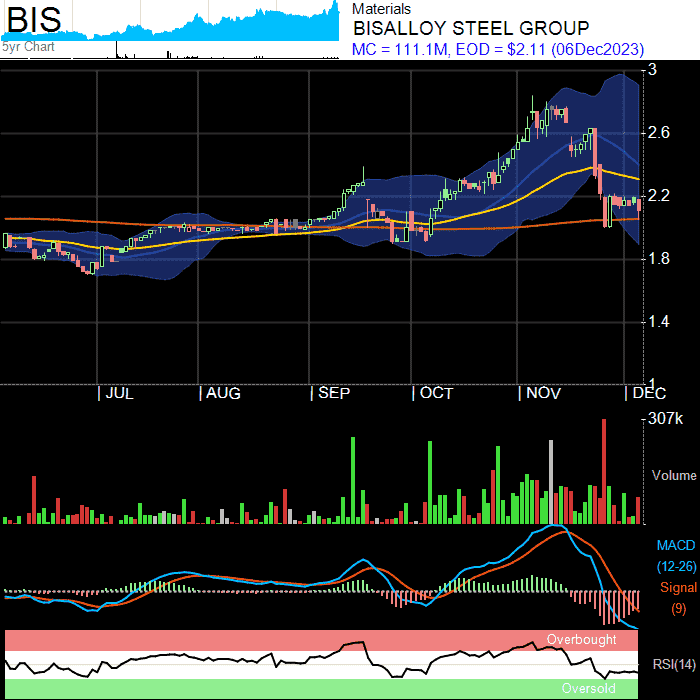 BIS
5yr Chart
Materials
BISALLOY STEEL GROUP
MC = 111.1M, EOD = $2.11 (06Dec2023)
3
2.6
2.2
1.8
1.4
1
JUL
AUG
SEP
OCT
NOV
DEC
307k
Volume
MACD
(12-26)
Signal
(9)
Overbought
RSI(14)
Oversold